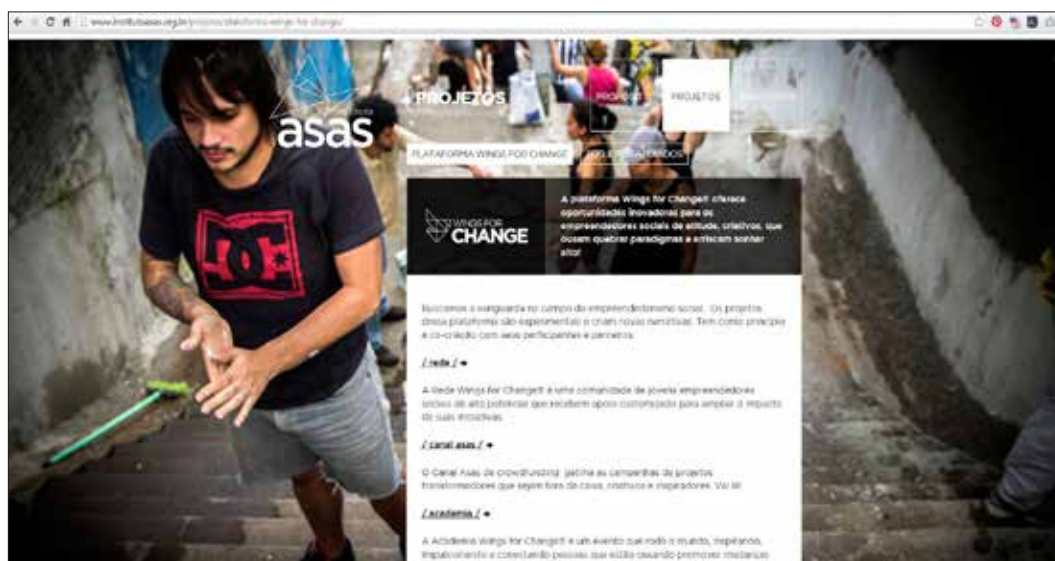 www.institutoasas.org.br/projetos/plataforma-wings-for-change/
asas
PROJETOS
PROJETOS
PLATAFORMA WINGS FOR CHANGE
WINGS FOR
CHANGE
A plataforma Wings for Change® oferece
oportunidades inovadoras para os
empreendedores sociais de atitude, criativos, que
ousam quebrar paradigmas e arriscam sonhar
alto!
Buscamos a vanguarda no campo do empreendedorismo social. Os projetos
dessa plataforma são experimentais e criam novas narrativas. Tem como princípio
a co-criação com seus participantes e parceiros.
/ rede / →
A Rede Wings for Change® é uma comunidade de jovens empreendedores
sociais de alto potencial que recebem apoio customizado para ampliar o impacto
de suas iniciativas.
/ canal asas / →
O Canal Asas de crowdfunding patina as campanhas de projetos
transformadores que sejam fora da caixa, criativos e inspiradores. Vai lá!
/ academia / →
A Academia Wings for Change® é um evento que roda o mundo, inspirando,
impulsionando e conectando pessoas que estão ousando promover mudanças